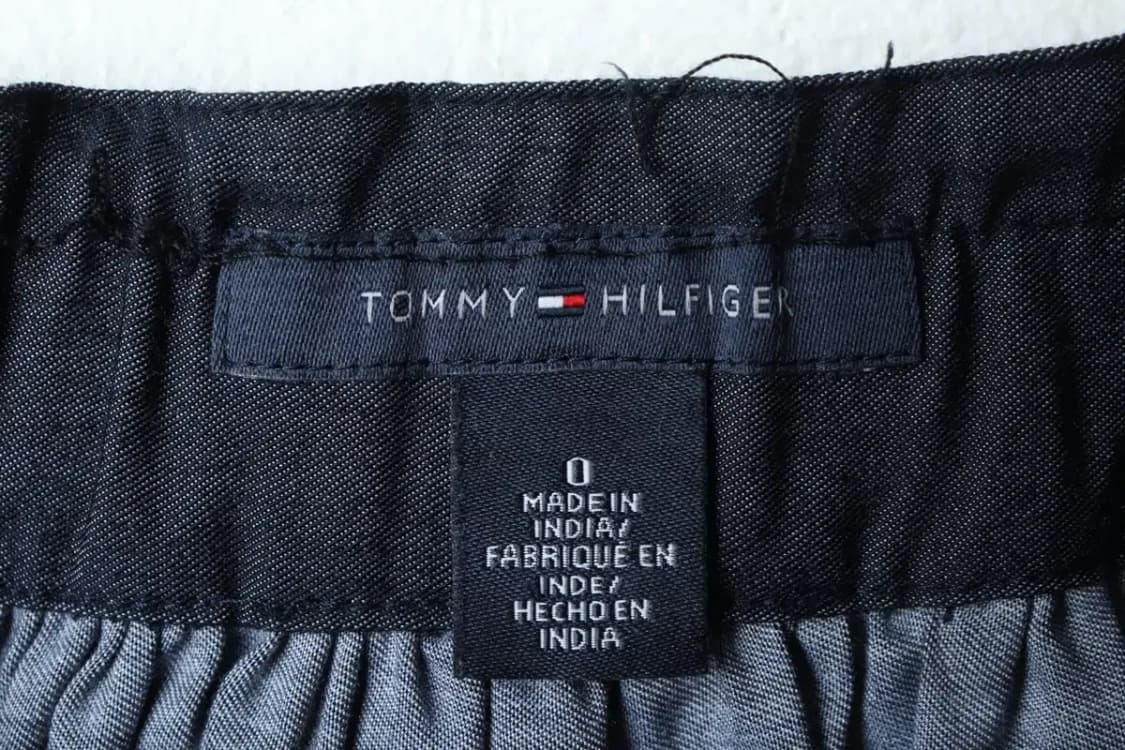 TOMMY HILFIGER
0
MADE IN
INDIA/
FABRIQUÉ EN
INDE/
HECHO EN
INDIA